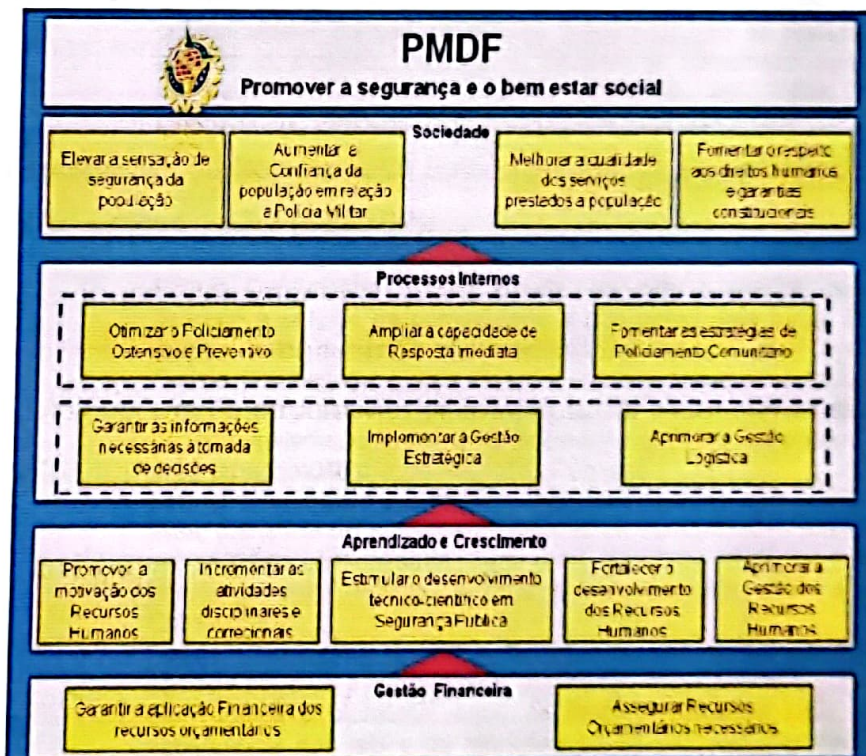 PMDF
Promover a segurança e o bem estar social
Sociedade
Elevar a sensação de
segurança da
população
Aumentar a
Confiança da
população em relação
a Polícia Militar
Melhorar a qualidade
dos serviços
prestados a população
Fomentar o respeito
aos direitos humanos
e garantias
constitucionais
Processos Internos
Otimizar o Policiamento
Ostensivo e Preventivo
Ampliar a capacidade de
Resposta Imediata
Fomentar as estratégias de
Policiamento Comunitário
Garantir as informações
necessárias à tomada
de decisões
Implementar a Gestão
Estratégica
Aprimorar a Gestão
Logística
Aprendizado e Crescimento
Promover a
motivação dos
Recursos
Humanos
Incrementar as
atividades
disciplinares e
correcionais
Estimular o desenvolvimento
técnico-científico em
Segurança Pública
Fortalecer o
desenvolvimento
dos Recursos
Humanos
Aprimorar a
Gestão dos
Recursos
Humanos
Gestão Financeira
Garantir a aplicação Financeira dos
recursos orçamentários
Assegurar Recursos
Orçamentários necessários